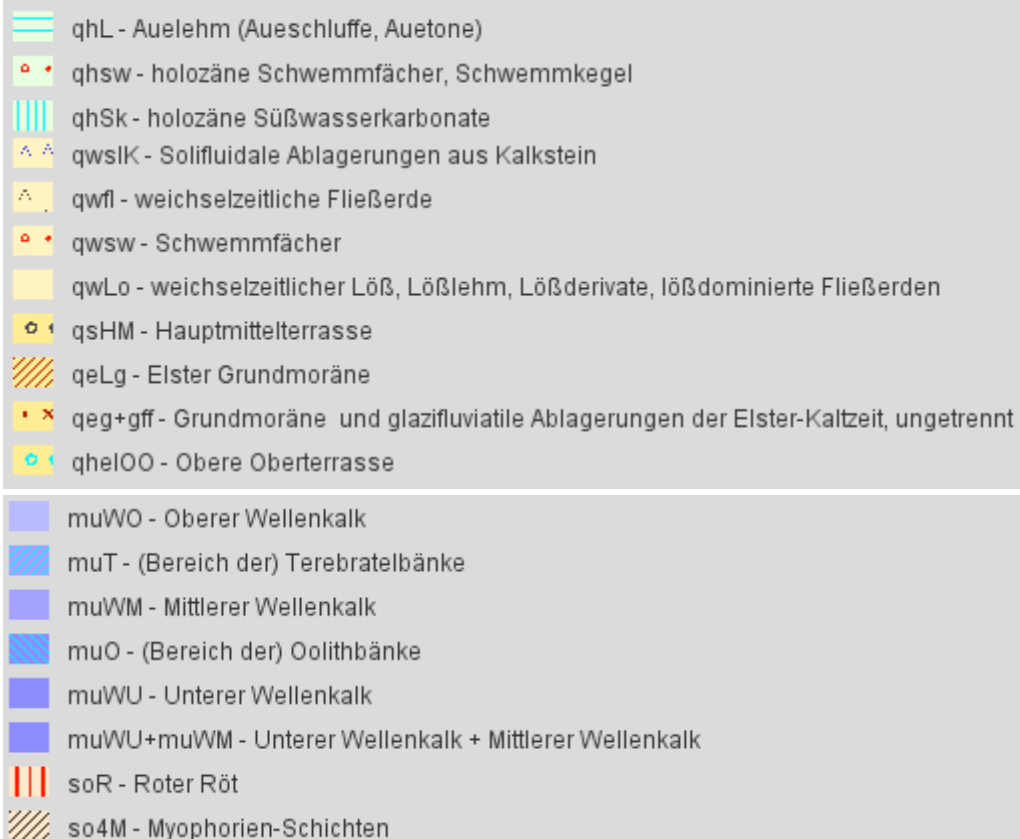 qhL - Auelehm (Aueschluffe, Auetone)
qhsw - holozäne Schwemmfächer, Schwemmkegel
qhSk - holozäne Süßwasserkarbonate
qwslK - Solifluidale Ablagerungen aus Kalkstein
qwfl - weichselzeitliche Fließerde
qwsw - Schwemmfächer
qwLo - weichselzeitlicher Löß, Lößlehm, Lößderivate, lößdominierte Fließerden
qsHM - Hauptmittelterrasse
qeLg - Elster Grundmoräne
qeg+gff - Grundmoräne und glazifluviatile Ablagerungen der Elster-Kaltzeit, ungetrennt
qhelOO - Obere Oberterrasse
muWO - Oberer Wellenkalk
muT - (Bereich der) Terebratelbänke
muWM - Mittlerer Wellenkalk
muO - (Bereich der) Oolithbänke
muWU - Unterer Wellenkalk
muWU+muWM - Unterer Wellenkalk + Mittlerer Wellenkalk
soR - Roter Röt
so4M - Myophorien-Schichten